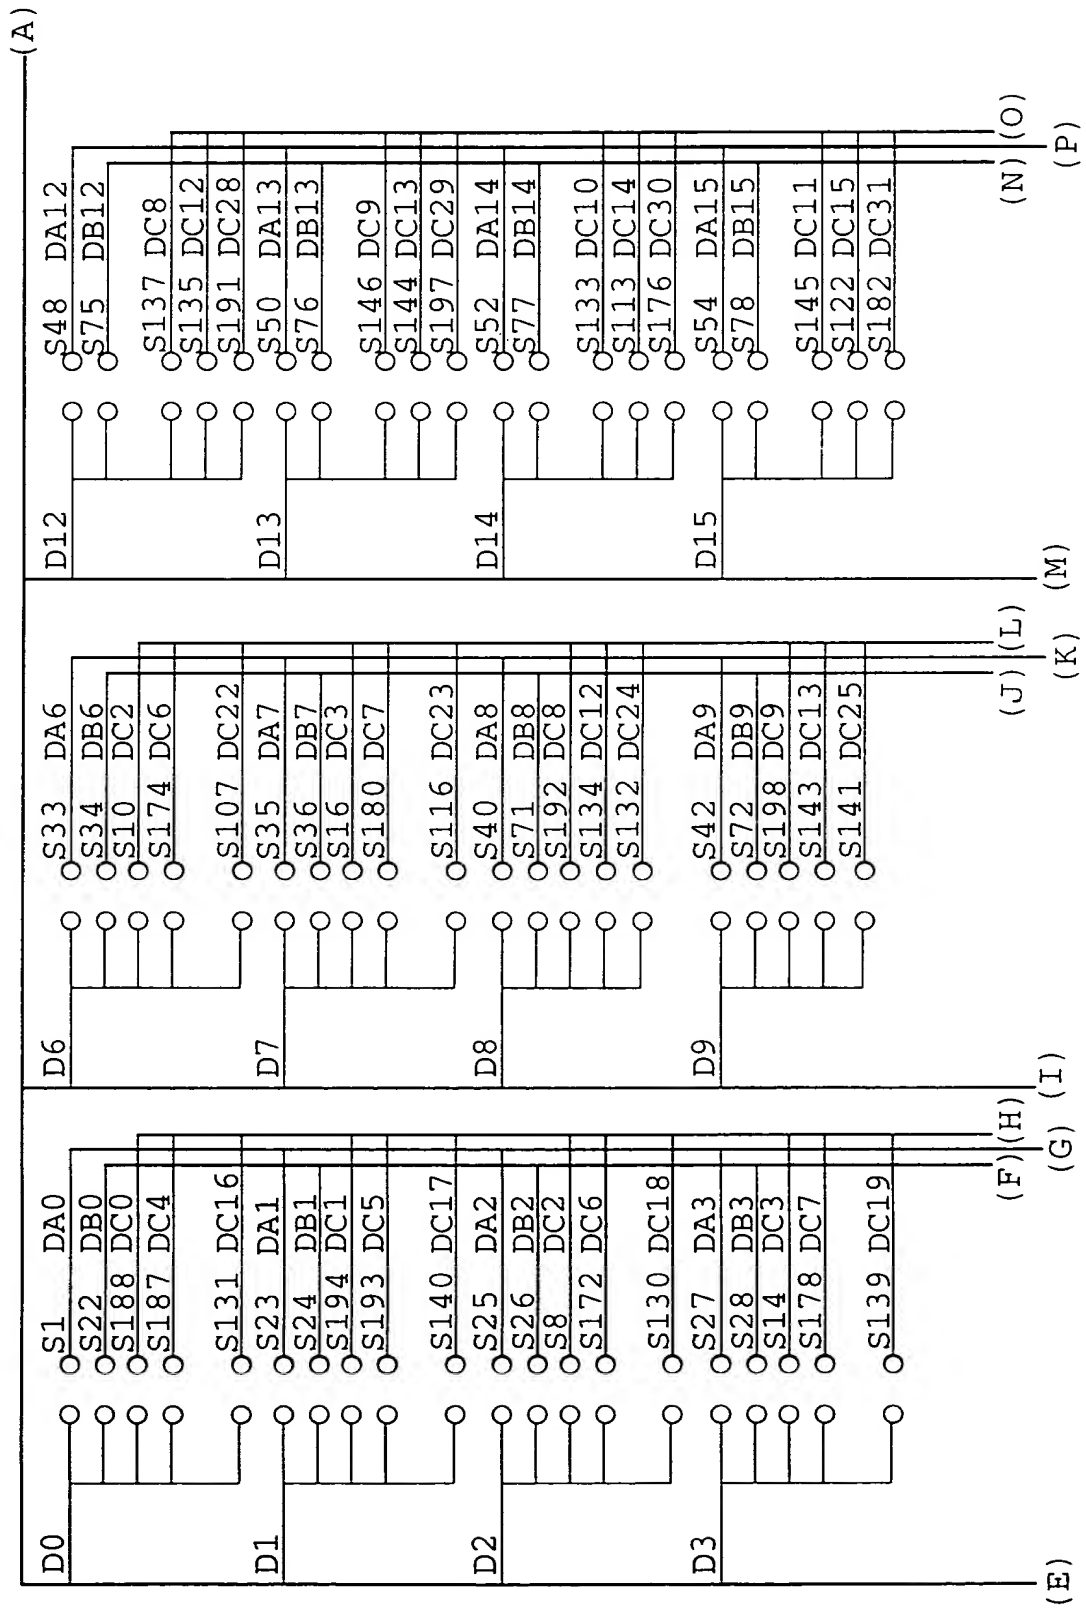 (A)
D12
S48 DA12
S75 DB12
S137 DC8
S135 DC12
S191 DC28
D13
S50 DA13
S76 DB13
S146 DC9
S144 DC13
S197 DC29
D14
S52 DA14
S77 DB14
S133 DC10
S113 DC14
S176 DC30
D15
S54 DA15
S78 DB15
S145 DC11
S122 DC15
S182 DC31
(M)
(N)
(P)
(O)
D6
S33 DA6
S34 DB6
S10 DC2
S174 DC6
S107 DC22
D7
S35 DA7
S36 DB7
S16 DC3
S180 DC7
S116 DC23
D8
S40 DA8
S71 DB8
S192 DC8
S134 DC12
S132 DC24
D9
S42 DA9
S72 DB9
S198 DC9
S143 DC13
S141 DC25
(I)
(J)
(K)
(L)
D0
S1 DA0
S22 DB0
S188 DC0
S187 DC4
S131 DC16
D1
S23 DA1
S24 DB1
S194 DC1
S193 DC5
S140 DC17
D2
S25 DA2
S26 DB2
S8 DC2
S172 DC6
S130 DC18
D3
S27 DA3
S28 DB3
S14 DC3
S178 DC7
S139 DC19
(E)
(F)
(G)
(H)